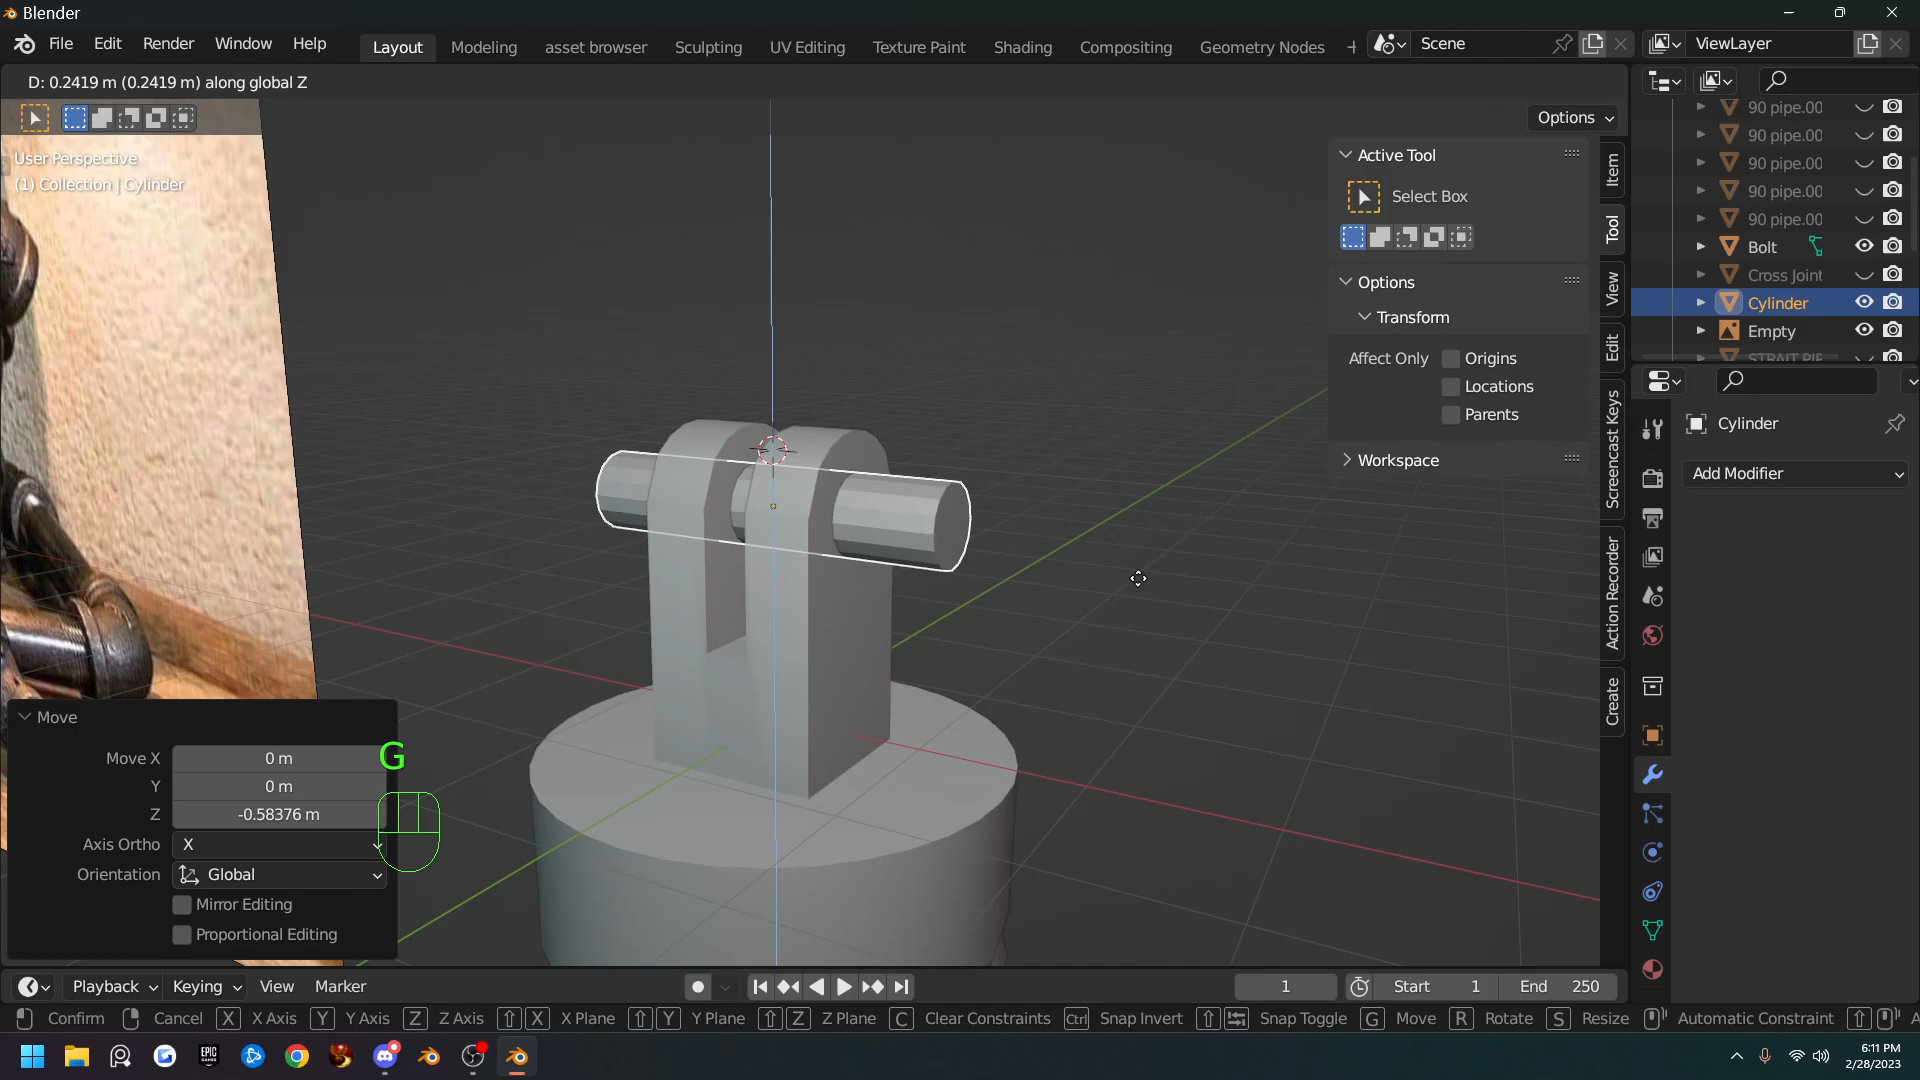 Blender
File Edit Render Window Help
Layout Modeling asset browser Sculpting UV Editing Texture Paint Shading Compositing Geometry Nodes
Scene
ViewLayer
D: 0.2419 m (0.2419 m) along global Z
Options
User Perspective
(1) Collection | Cylinder
Active Tool
Select Box
Options
Transform
Affect Only Origins
Locations
Parents
Workspace
Item
Tool
View
Edit
Screencast Keys
Action Recorder
Create
90 pipe.00
90 pipe.00
90 pipe.00
90 pipe.00
90 pipe.00
Bolt
Cross Joint
Cylinder
Empty
STRAIT PIP
Cylinder
Add Modifier
Move
Move X 0 m
Y 0 m
Z -0.58376 m
Axis Ortho X
Orientation Global
Mirror Editing
Proportional Editing
G
Playback Keying View Marker
1
Start 1
End 250
Confirm Cancel X X Axis Y Y Axis Z Z Axis X X Plane Y Y Plane Z Z Plane C Clear Constraints Ctrl Snap Invert Snap Toggle G Move R Rotate S Resize Automatic Constraint A
EPIC GAMES
6:11 PM
2/28/2023